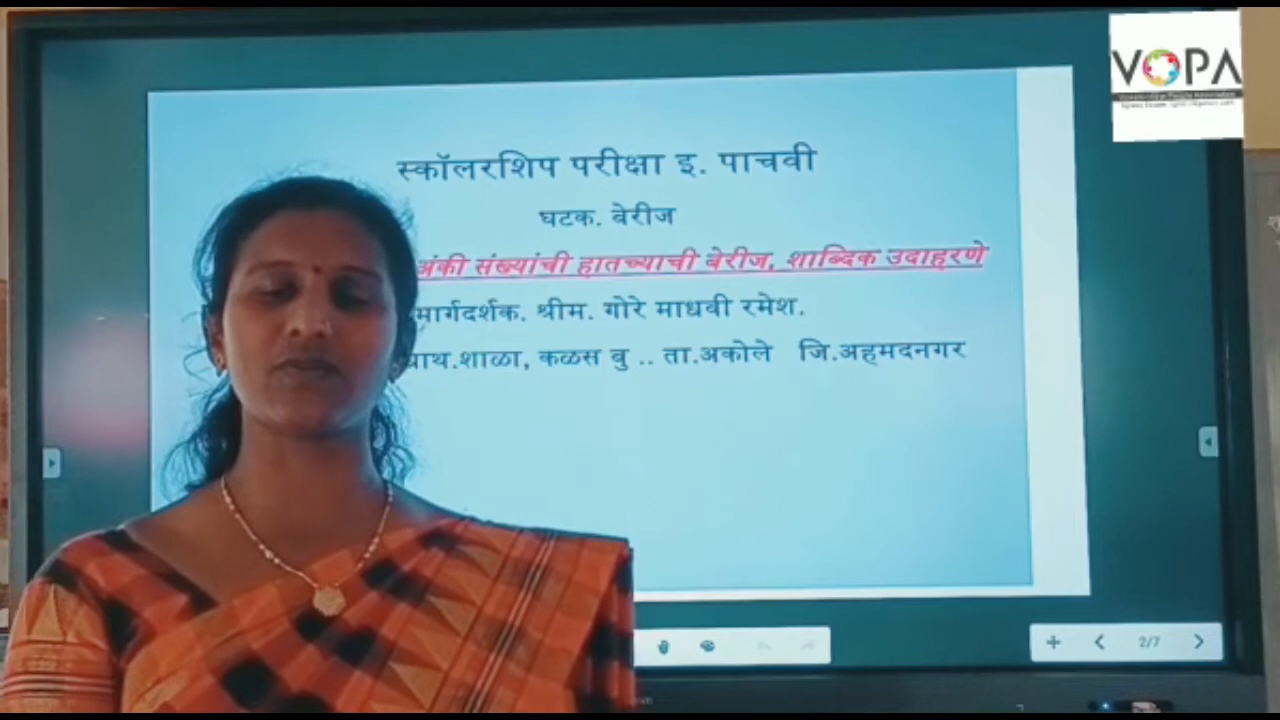 VOPA
स्कॉलरशिप परीक्षा इ. पाचवी
घटक. बेरीज
अंकी संख्यांची हातच्याची बेरीज, शाब्दिक उदाहरणे
मार्गदर्शक. श्रीम. गोरे माधवी रमेश.
प्राथ.शाळा, कळस बु .. ता.अकोले जि.अहमदनगर
2/7